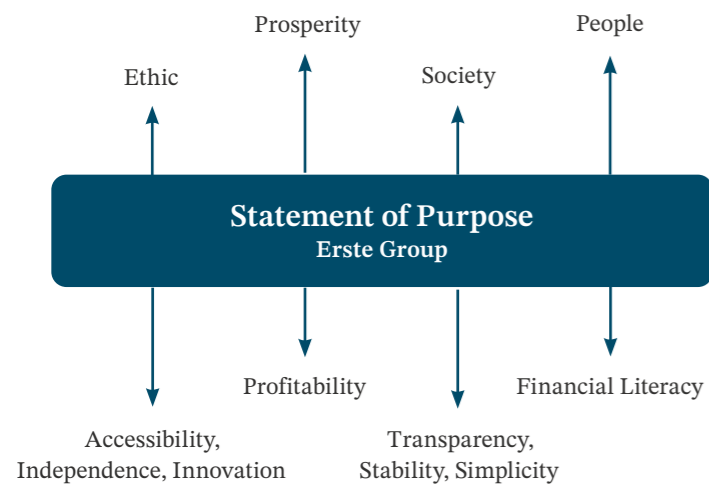 Prosperity
People
Ethic
Society
Statement of Purpose
Erste Group
Profitability
Financial Literacy
Accessibility,
Independence, Innovation
Transparency,
Stability, Simplicity